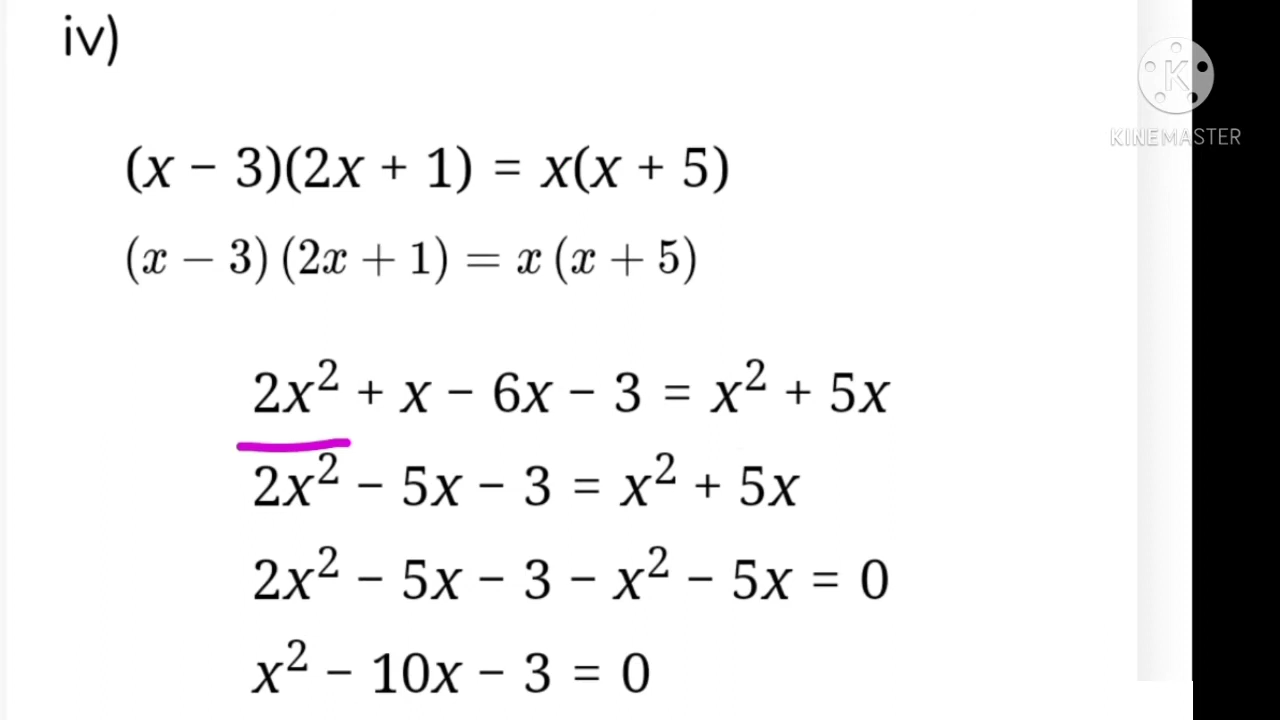 iv)
K
KINEMASTER
(x − 3)(2x + 1) = x(x + 5)
(x − 3) (2x + 1) = x (x + 5)
2x² + x − 6x − 3 = x² + 5x
2x² − 5x − 3 = x² + 5x
2x² − 5x − 3 − x² − 5x = 0
x² − 10x − 3 = 0